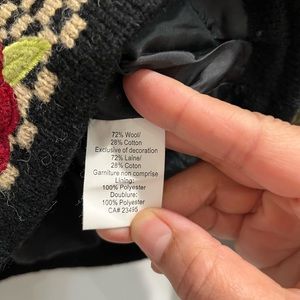 72% Wool/
28% Cotton
Exclusive of decoration
72% Laine/
28% Coton
Garniture non comprise
Lining:
100% Polyester
Doublure:
100% Polyester
CA# 23495